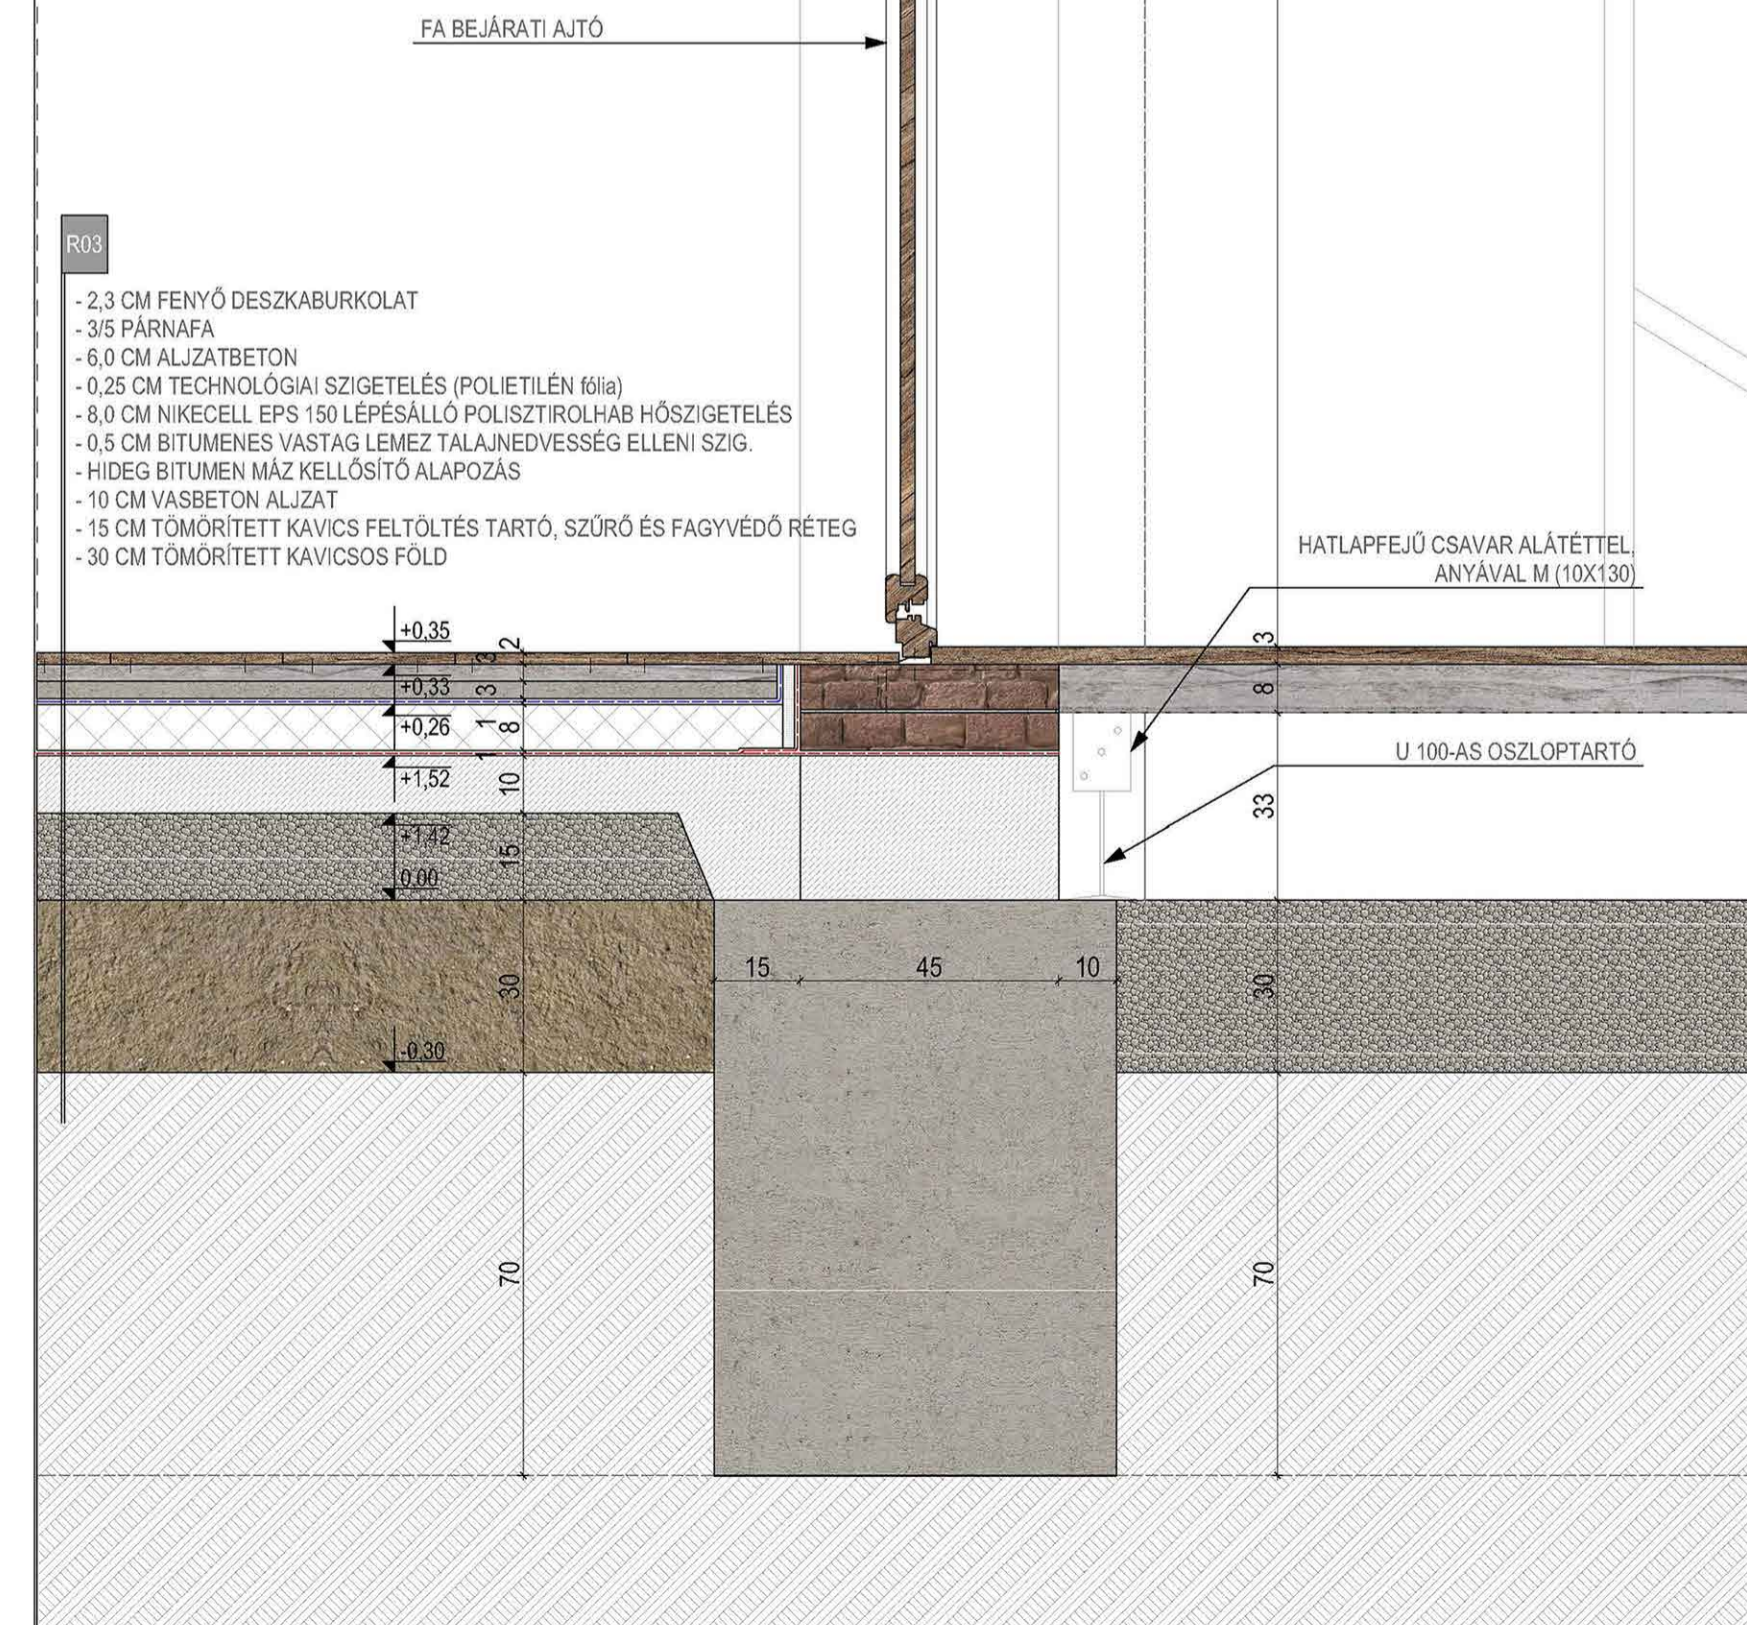 FA BEJÁRATI AJTÓ
R03
- 2,3 CM FENYŐ DESZKABURKOLAT
- 3/5 PÁRNAFA
- 6,0 CM ALJZATBETON
- 0,25 CM TECHNOLÓGIAI SZIGETELÉS (POLIETILÉN fólia)
- 8,0 CM NIKECELL EPS 150 LÉPÉSÁLLÓ POLISZTIROLHAB HŐSZIGETELÉS
- 0,5 CM BITUMENES VASTAG LEMEZ TALAJNEDVESSÉG ELLENI SZIG.
- HIDEG BITUMEN MÁZ KELLŐSÍTŐ ALAPOZÁS
- 10 CM VASBETON ALJZAT
- 15 CM TÖMÖRÍTETT KAVICS FELTÖLTÉS TARTÓ, SZŰRŐ ÉS FAGYVÉDŐ RÉTEG
- 30 CM TÖMÖRÍTETT KAVICSOS FÖLD
HATLAPFEJŰ CSAVAR ALÁTÉTTEL,
ANYÁVAL M (10X130)
U 100-AS OSZLOPTARTÓ
+0,35
+0,33
+0,26
+1,52
+1,42
0,00
-0,30
2
3
3
1
8
1
10
15
30
70
15
45
10
3
8
33
30
70